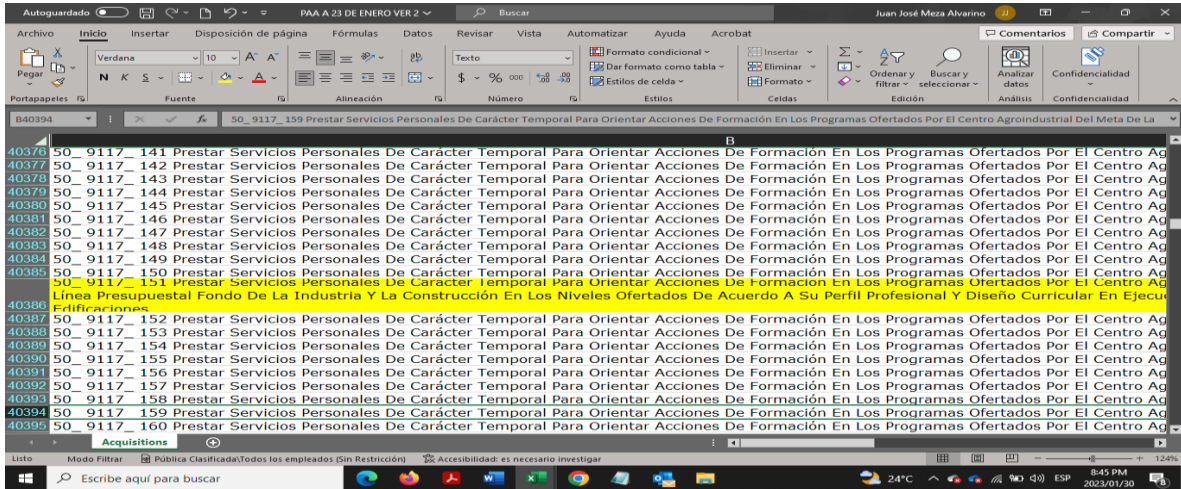 Autoguardado PAA A 23 DE ENERO VER 2 Buscar Juan José Meza Alvarino JJ
Archivo Inicio Insertar Disposición de página Fórmulas Datos Revisar Vista Automatizar Ayuda Acrobat Comentarios Compartir
Pegar Verdana 10 A^ A˅ N K S ab Texto $ % 000 Formato condicional Dar formato como tabla Estilos de celda Insertar Eliminar Formato Ordenar y filtrar Buscar y seleccionar Analizar datos Confidencialidad
Portapapeles Fuente Alineación Número Estilos Celdas Edición Análisis Confidencialidad
B40394 fx 50_ 9117_ 159 Prestar Servicios Personales De Carácter Temporal Para Orientar Acciones De Formación En Los Programas Ofertados Por El Centro Agroindustrial Del Meta De La
B
40376 50_ 9117_ 141 Prestar Servicios Personales De Carácter Temporal Para Orientar Acciones De Formación En Los Programas Ofertados Por El Centro Ag
40377 50_ 9117_ 142 Prestar Servicios Personales De Carácter Temporal Para Orientar Acciones De Formación En Los Programas Ofertados Por El Centro Ag
40378 50_ 9117_ 143 Prestar Servicios Personales De Carácter Temporal Para Orientar Acciones De Formación En Los Programas Ofertados Por El Centro Ag
40379 50_ 9117_ 144 Prestar Servicios Personales De Carácter Temporal Para Orientar Acciones De Formación En Los Programas Ofertados Por El Centro Ag
40380 50_ 9117_ 145 Prestar Servicios Personales De Carácter Temporal Para Orientar Acciones De Formación En Los Programas Ofertados Por El Centro Ag
40381 50_ 9117_ 146 Prestar Servicios Personales De Carácter Temporal Para Orientar Acciones De Formación En Los Programas Ofertados Por El Centro Ag
40382 50_ 9117_ 147 Prestar Servicios Personales De Carácter Temporal Para Orientar Acciones De Formación En Los Programas Ofertados Por El Centro Ag
40383 50_ 9117_ 148 Prestar Servicios Personales De Carácter Temporal Para Orientar Acciones De Formación En Los Programas Ofertados Por El Centro Ag
40384 50_ 9117_ 149 Prestar Servicios Personales De Carácter Temporal Para Orientar Acciones De Formación En Los Programas Ofertados Por El Centro Ag
40385 50_ 9117_ 150 Prestar Servicios Personales De Carácter Temporal Para Orientar Acciones De Formación En Los Programas Ofertados Por El Centro Ag
50_ 9117_ 151 Prestar Servicios Personales De Carácter Temporal Para Orientar Acciones De Formación En Los Programas Ofertados Por El Centro Ag
40386 Línea Presupuestal Fondo De La Industria Y La Construcción En Los Niveles Ofertados De Acuerdo A Su Perfil Profesional Y Diseño Curricular En Ejecu
Edificaciones
40387 50_ 9117_ 152 Prestar Servicios Personales De Carácter Temporal Para Orientar Acciones De Formación En Los Programas Ofertados Por El Centro Ag
40388 50_ 9117_ 153 Prestar Servicios Personales De Carácter Temporal Para Orientar Acciones De Formación En Los Programas Ofertados Por El Centro Ag
40389 50_ 9117_ 154 Prestar Servicios Personales De Carácter Temporal Para Orientar Acciones De Formación En Los Programas Ofertados Por El Centro Ag
40390 50_ 9117_ 155 Prestar Servicios Personales De Carácter Temporal Para Orientar Acciones De Formación En Los Programas Ofertados Por El Centro Ag
40391 50_ 9117_ 156 Prestar Servicios Personales De Carácter Temporal Para Orientar Acciones De Formación En Los Programas Ofertados Por El Centro Ag
40392 50_ 9117_ 157 Prestar Servicios Personales De Carácter Temporal Para Orientar Acciones De Formación En Los Programas Ofertados Por El Centro Ag
40393 50_ 9117_ 158 Prestar Servicios Personales De Carácter Temporal Para Orientar Acciones De Formación En Los Programas Ofertados Por El Centro Ag
40394 50_ 9117_ 159 Prestar Servicios Personales De Carácter Temporal Para Orientar Acciones De Formación En Los Programas Ofertados Por El Centro Ag
40395 50_ 9117_ 160 Prestar Servicios Personales De Carácter Temporal Para Orientar Acciones De Formación En Los Programas Ofertados Por El Centro Ag
Acquisitions
Listo Modo Filtrar Pública Clasificada\Todos los empleados (Sin Restricción) Accesibilidad: es necesario investigar 124%
Escribe aquí para buscar 24°C ESP 8:45 PM 2023/01/30